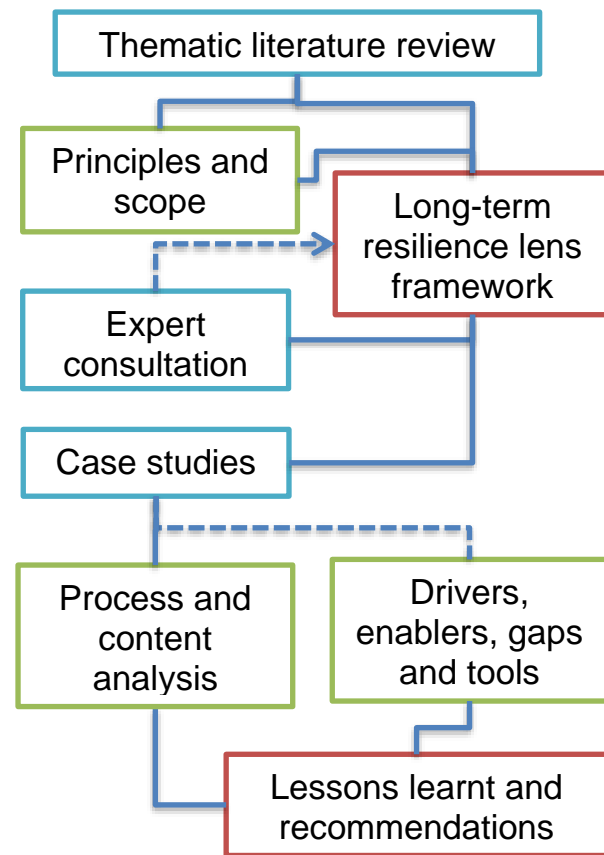 Thematic literature review
Principles and
scope
Long-term
resilience lens
framework
Expert
consultation
Case studies
Process and
content
analysis
Drivers,
enablers, gaps
and tools
Lessons learnt and
recommendations